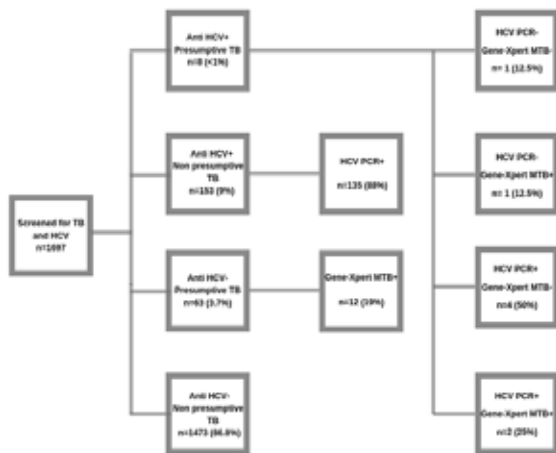 Screened for TB
and HCV
n=1697
Anti HCV+
Presumptive TB
n=8 (<1%)
Anti HCV+
Non presumptive
TB
n=153 (9%)
Anti HCV-
Presumptive TB
n=63 (3.7%)
Anti HCV-
Non presumptive
TB
n=1473 (86.8%)
HCV PCR+
n=135 (88%)
Gene-Xpert MTB+
n=12 (19%)
HCV PCR-
Gene-Xpert MTB-
n= 1 (12.5%)
HCV PCR-
Gene-Xpert MTB+
n= 1 (12.5%)
HCV PCR+
Gene-Xpert MTB-
n=4 (50%)
HCV PCR+
Gene-Xpert MTB+
n=2 (25%)